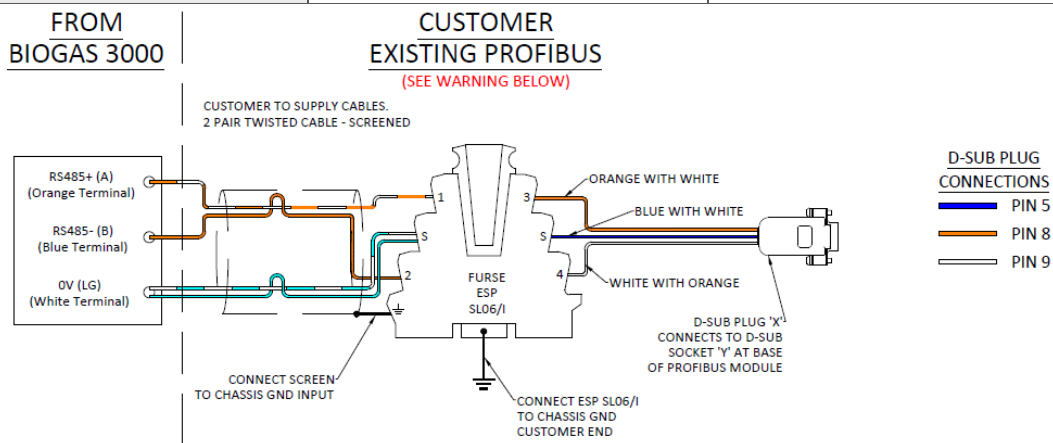 FROM
BIOGAS 3000
CUSTOMER
EXISTING PROFIBUS
(SEE WARNING BELOW)
CUSTOMER TO SUPPLY CABLES.
2 PAIR TWISTED CABLE - SCREENED
RS485+ (A)
(Orange Terminal)
RS485- (B)
(Blue Terminal)
0V (LG)
(White Terminal)
1
S
2
3
S
4
FURSE
ESP
SL06/I
ORANGE WITH WHITE
BLUE WITH WHITE
WHITE WITH ORANGE
D-SUB PLUG
CONNECTIONS
PIN 5
PIN 8
PIN 9
D-SUB PLUG 'X'
CONNECTS TO D-SUB
SOCKET 'Y' AT BASE
OF PROFIBUS MODULE
CONNECT SCREEN
TO CHASSIS GND INPUT
CONNECT ESP SL06/I
TO CHASSIS GND
CUSTOMER END